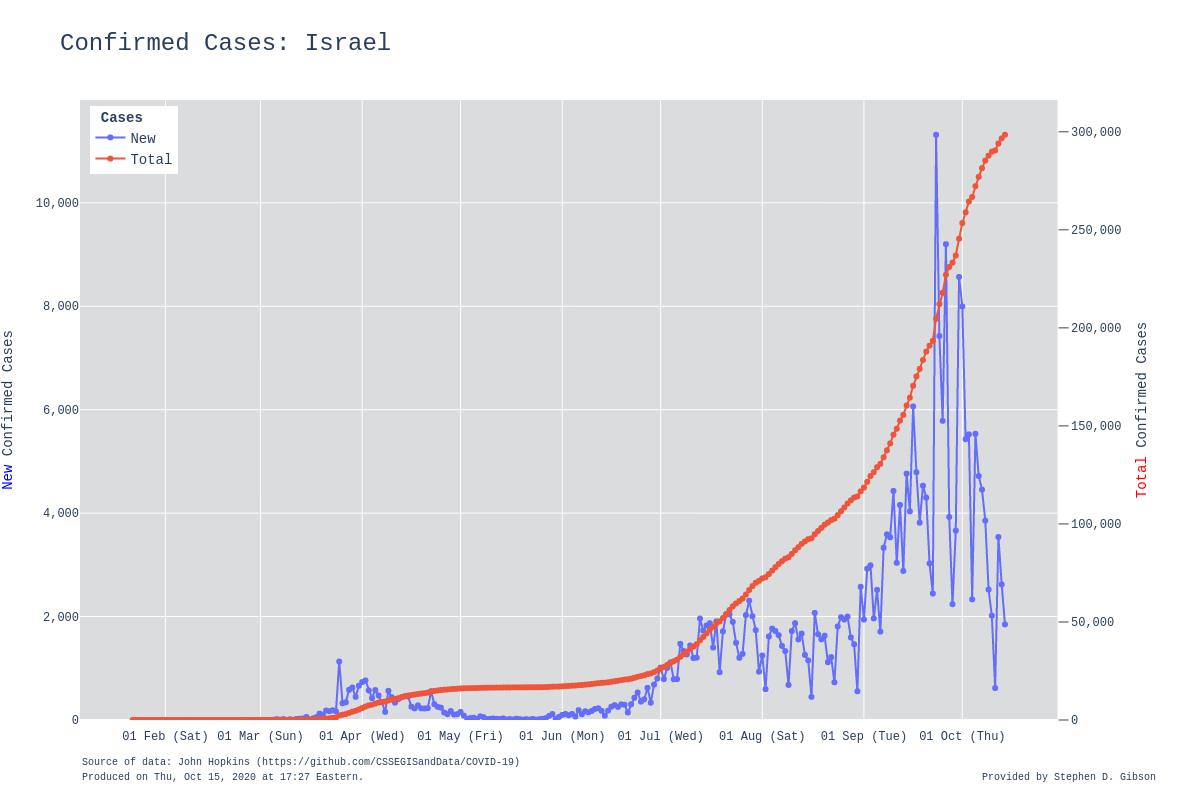 Confirmed Cases: Israel
Cases
New
Total
10,000
8,000
6,000
4,000
2,000
0
New Confirmed Cases
300,000
250,000
200,000
150,000
100,000
50,000
0
Total Confirmed Cases
01 Feb (Sat) 01 Mar (Sun) 01 Apr (Wed) 01 May (Fri) 01 Jun (Mon) 01 Jul (Wed) 01 Aug (Sat) 01 Sep (Tue) 01 Oct (Thu)
Source of data: John Hopkins (https://github.com/CSSEGISandData/COVID-19)
Produced on Thu, Oct 15, 2020 at 17:27 Eastern.
Provided by Stephen D. Gibson